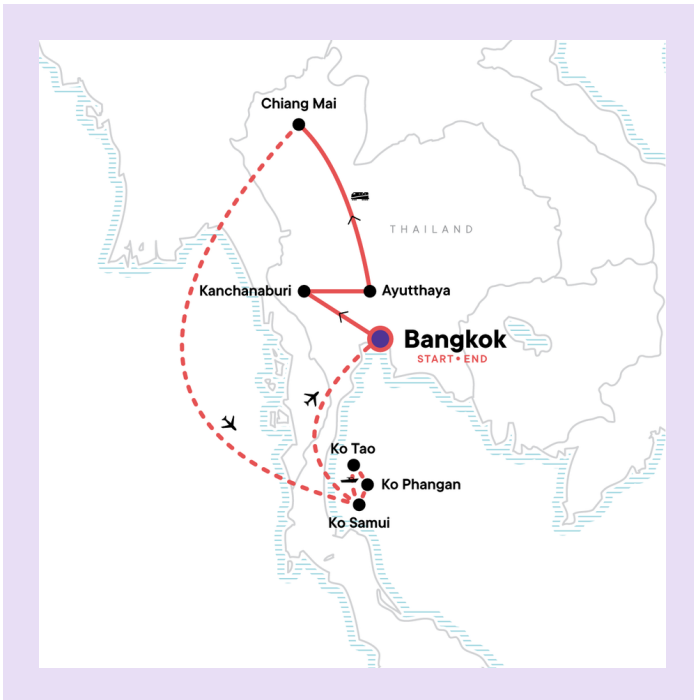 Chiang Mai
THAILAND
Kanchanaburi
Ayutthaya
Bangkok
START • END
Ko Tao
Ko Phangan
Ko Samui